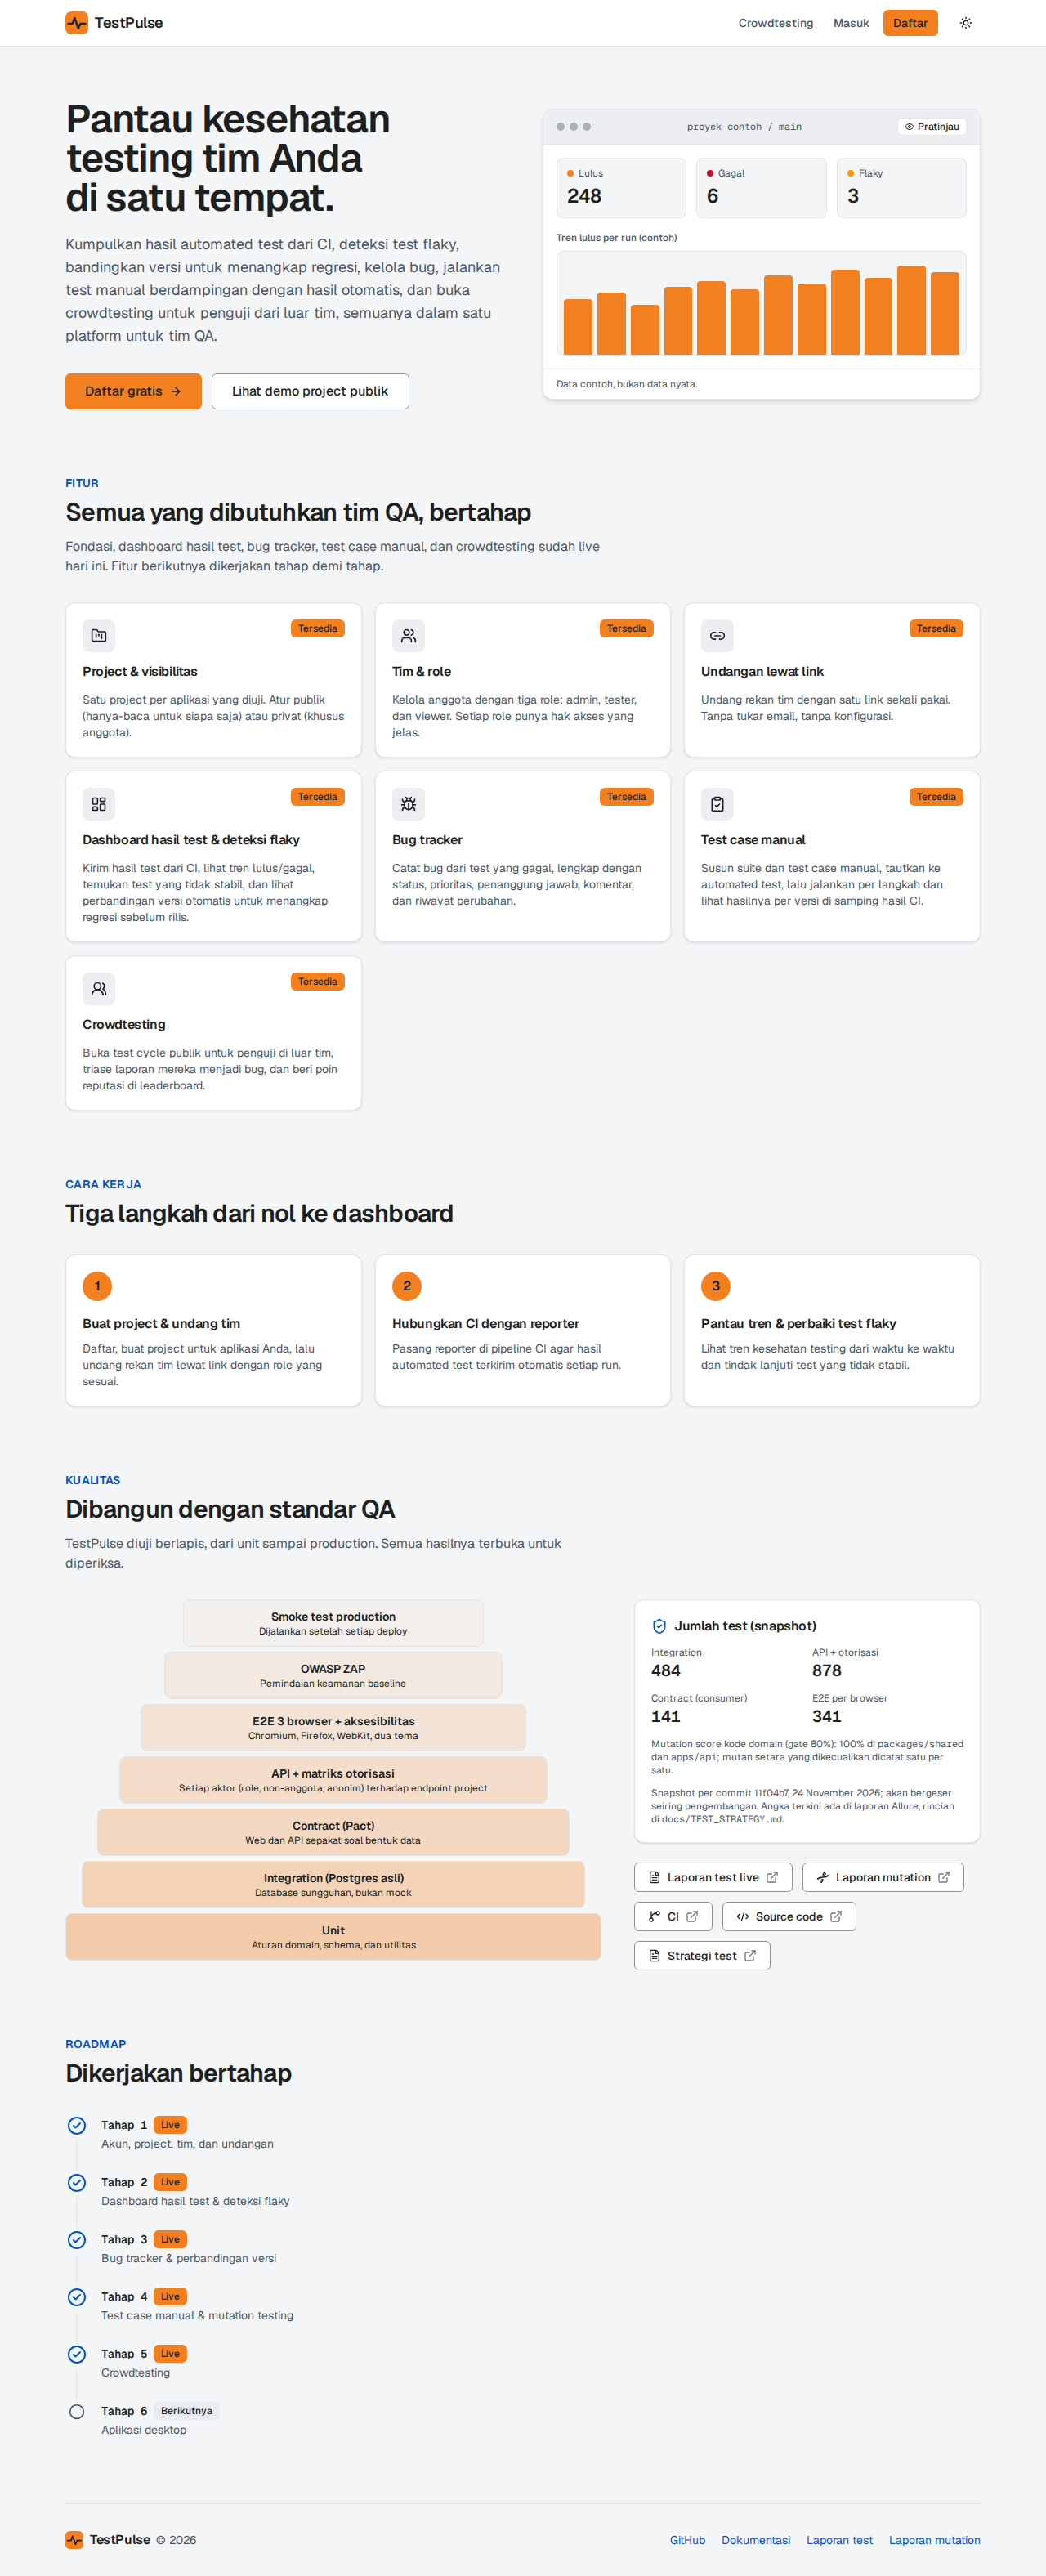 TestPulse
Crowdtesting
Masuk
Daftar
Pantau kesehatan
testing tim Anda
di satu tempat.
Kumpulkan hasil automated test dari CI, deteksi test flaky,
bandingkan versi untuk menangkap regresi, kelola bug, jalankan
test manual berdampingan dengan hasil otomatis, dan buka
crowdtesting untuk penguji dari luar tim, semuanya dalam satu
platform untuk tim QA.
Daftar gratis
Lihat demo project publik
proyek-contoh / main
Pratinjau
Lulus
248
Gagal
6
Flaky
3
Tren lulus per run (contoh)
Data contoh, bukan data nyata.
FITUR
Semua yang dibutuhkan tim QA, bertahap
Fondasi, dashboard hasil test, bug tracker, test case manual, dan crowdtesting sudah live
hari ini. Fitur berikutnya dikerjakan tahap demi tahap.
Tersedia
Project & visibilitas
Satu project per aplikasi yang diuji. Atur publik
(hanya-baca untuk siapa saja) atau privat (khusus
anggota).
Tersedia
Tim & role
Kelola anggota dengan tiga role: admin, tester,
dan viewer. Setiap role punya hak akses yang
jelas.
Tersedia
Undangan lewat link
Undang rekan tim dengan satu link sekali pakai.
Tanpa tukar email, tanpa konfigurasi.
Tersedia
Dashboard hasil test & deteksi flaky
Kirim hasil test dari CI, lihat tren lulus/gagal,
temukan test yang tidak stabil, dan lihat
perbandingan versi otomatis untuk menangkap
regresi sebelum rilis.
Tersedia
Bug tracker
Catat bug dari test yang gagal, lengkap dengan
status, prioritas, penanggung jawab, komentar,
dan riwayat perubahan.
Tersedia
Test case manual
Susun suite dan test case manual, tautkan ke
automated test, lalu jalankan per langkah dan
lihat hasilnya per versi di samping hasil CI.
Tersedia
Crowdtesting
Buka test cycle publik untuk penguji di luar tim,
triase laporan mereka menjadi bug, dan beri poin
reputasi di leaderboard.
CARA KERJA
Tiga langkah dari nol ke dashboard
1
Buat project & undang tim
Daftar, buat project untuk aplikasi Anda, lalu
undang rekan tim lewat link dengan role yang
sesuai.
2
Hubungkan CI dengan reporter
Pasang reporter di pipeline CI agar hasil
automated test terkirim otomatis setiap run.
3
Pantau tren & perbaiki test flaky
Lihat tren kesehatan testing dari waktu ke waktu
dan tindak lanjuti test yang tidak stabil.
KUALITAS
Dibangun dengan standar QA
TestPulse diuji berlapis, dari unit sampai production. Semua hasilnya terbuka untuk
diperiksa.
Smoke test production
Dijalankan setelah setiap deploy
OWASP ZAP
Pemindaian keamanan baseline
E2E 3 browser + aksesibilitas
Chromium, Firefox, WebKit, dua tema
API + matriks otorisasi
Setiap aktor (role, non-anggota, anonim) terhadap endpoint project
Contract (Pact)
Web dan API sepakat soal bentuk data
Integration (Postgres asli)
Database sungguhan, bukan mock
Unit
Aturan domain, schema, dan utilitas
Jumlah test (snapshot)
Integration
484
API + otorisasi
878
Contract (consumer)
141
E2E per browser
341
Mutation score kode domain (gate 80%): 100% di packages/shared
dan apps/api; mutan setara yang dikecualikan dicatat satu per
satu.
Snapshot per commit 11f04b7, 24 November 2026; akan bergeser
seiring pengembangan. Angka terkini ada di laporan Allure, rincian
di docs/TEST_STRATEGY.md.
Laporan test live
Laporan mutation
CI
Source code
Strategi test
ROADMAP
Dikerjakan bertahap
Tahap 1 Live
Akun, project, tim, dan undangan
Tahap 2 Live
Dashboard hasil test & deteksi flaky
Tahap 3 Live
Bug tracker & perbandingan versi
Tahap 4 Live
Test case manual & mutation testing
Tahap 5 Live
Crowdtesting
Tahap 6 Berikutnya
Aplikasi desktop
TestPulse © 2026
GitHub
Dokumentasi
Laporan test
Laporan mutation